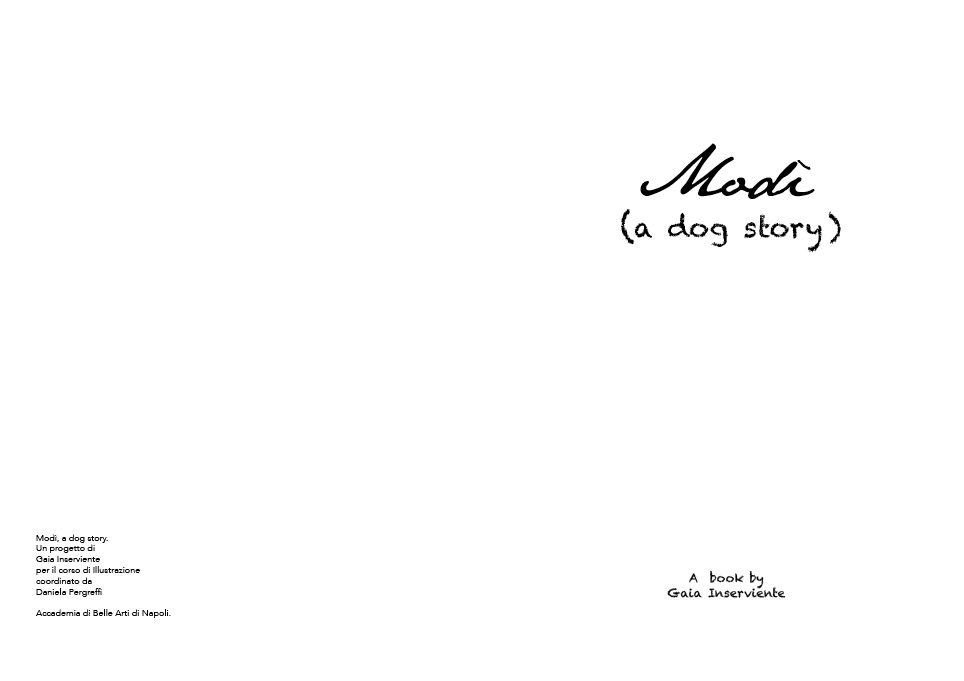 Modì, a dog story.
Un progetto di
Gaia Inserviente
per il corso di Illustrazione
coordinato da
Daniela Pergreffi
Accademia di Belle Arti di Napoli.
Modì
(a dog story)
A book by
Gaia Inserviente